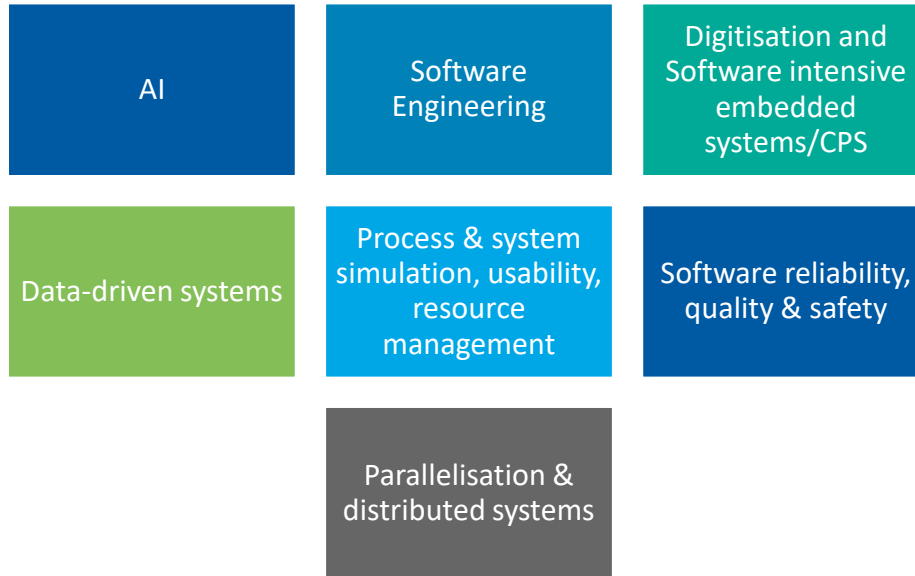 AI
Software
Engineering
Digitisation and
Software intensive
embedded
systems/CPS
Data-driven systems
Process & system
simulation, usability,
resource
management
Software reliability,
quality & safety
Parallelisation &
distributed systems